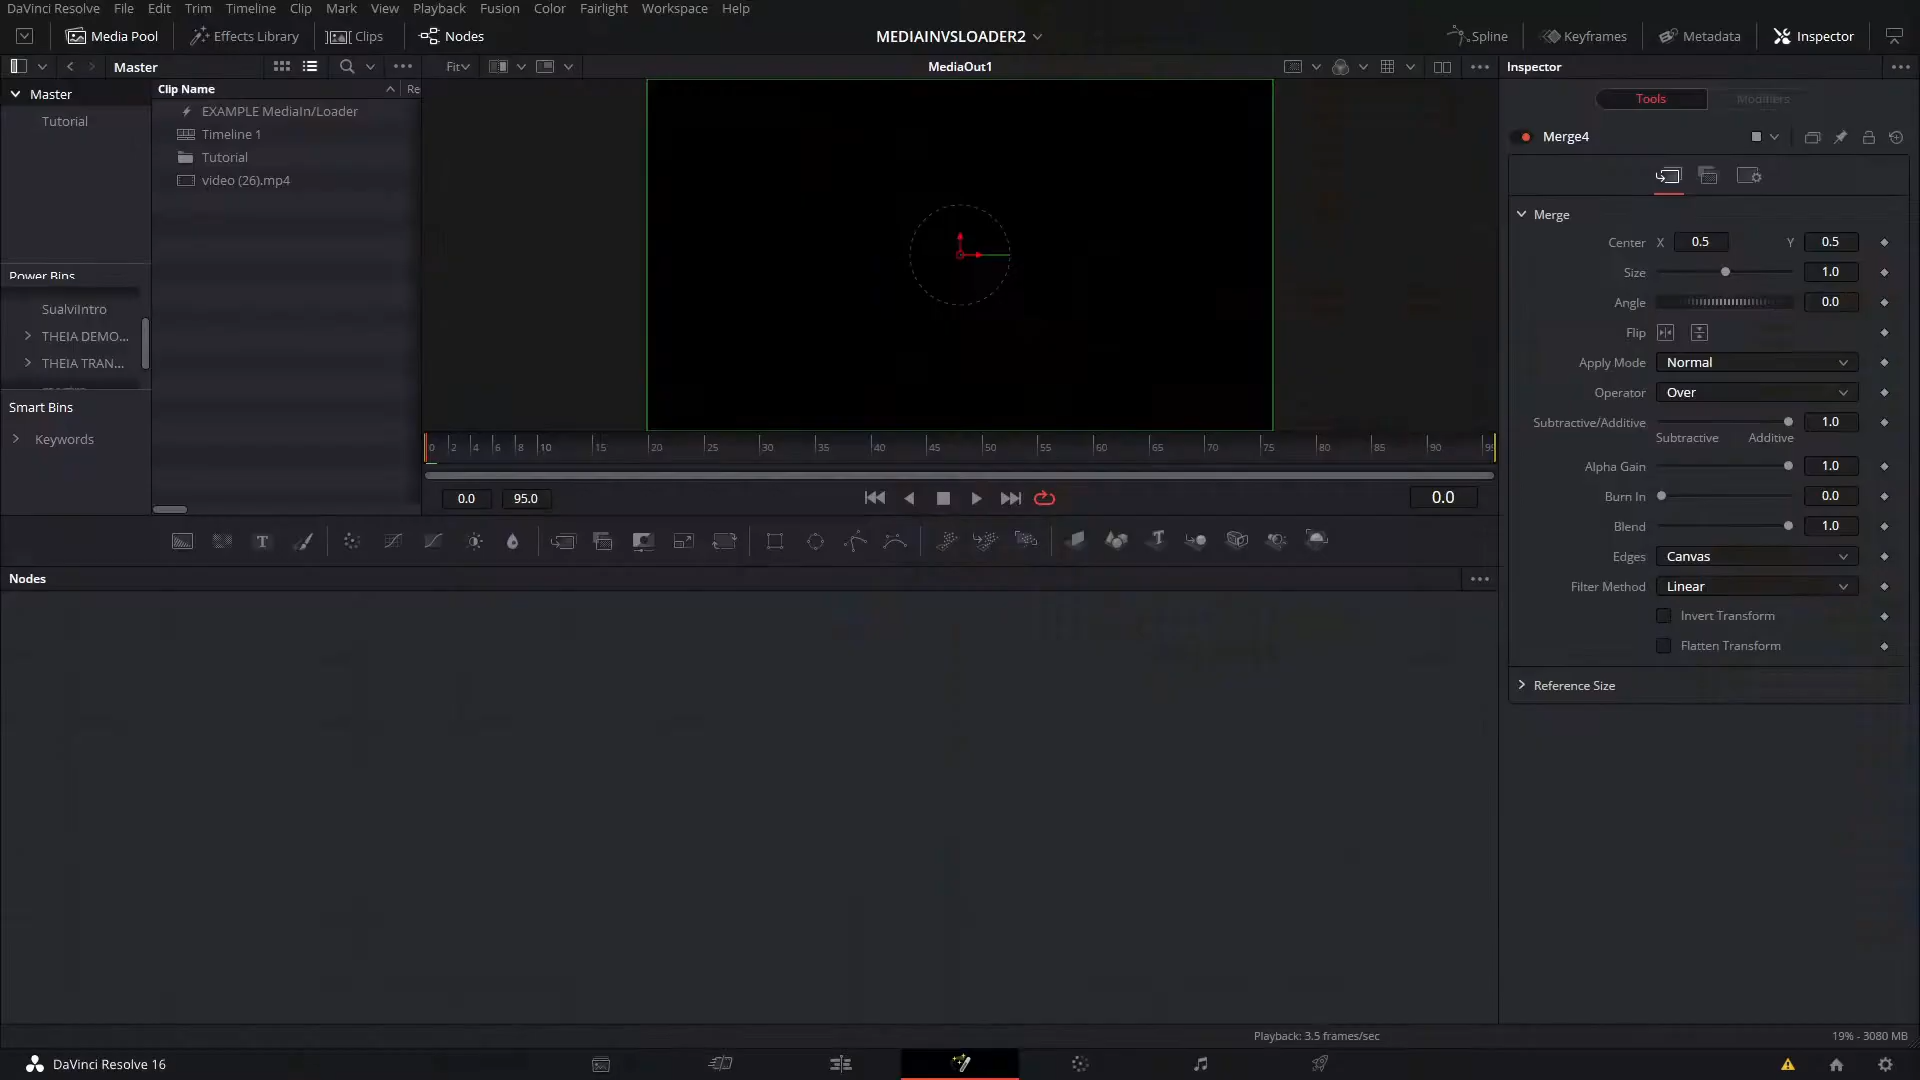 DaVinci Resolve File Edit Trim Timeline Clip Mark View Playback Fusion Color Fairlight Workspace Help
Media Pool Effects Library Clips Nodes MEDIAINVSLOADER2 Spline Keyframes Metadata Inspector
Master Fit MediaOut1 Inspector
Master
Tutorial
Clip Name Re
EXAMPLE MediaIn/Loader
Timeline 1
Tutorial
video (26).mp4
Power Bins
SualviIntro
THEIA DEMO...
THEIA TRAN...
Smart Bins
Keywords
0 2 4 6 8 10 15 20 25 30 35 40 45 50 55 60 65 70 75 80 85 90 95
0.0 95.0 0.0
Nodes
Tools Modifiers
Merge4
Merge
Center X 0.5 Y 0.5
Size 1.0
Angle 0.0
Flip
Apply Mode Normal
Operator Over
Subtractive/Additive 1.0
Subtractive Additive
Alpha Gain 1.0
Burn In 0.0
Blend 1.0
Edges Canvas
Filter Method Linear
Invert Transform
Flatten Transform
Reference Size
Playback: 3.5 frames/sec 19% - 3080 MB
DaVinci Resolve 16